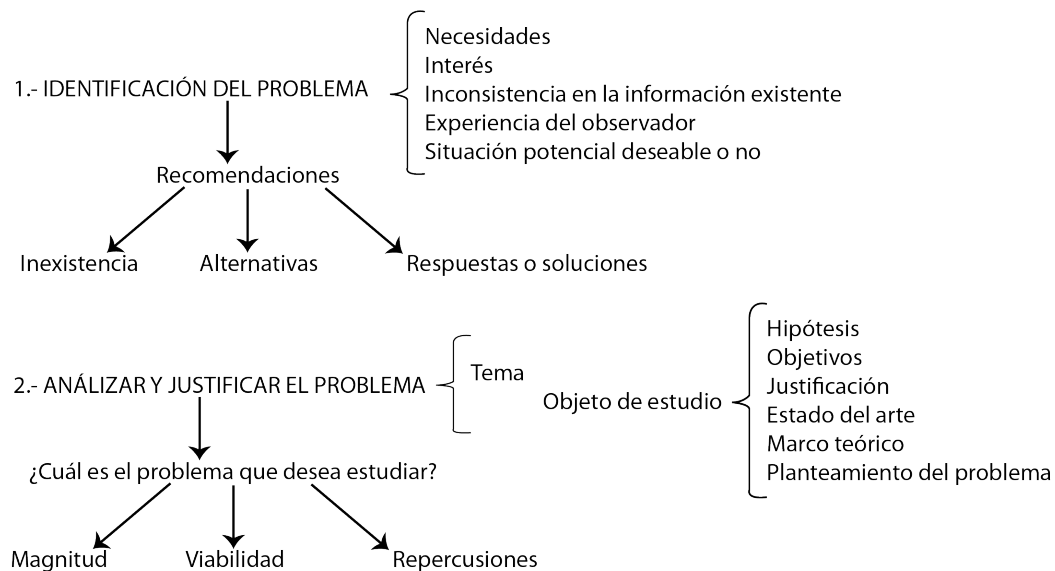 1.- IDENTIFICACIÓN DEL PROBLEMA
Necesidades
Interés
Inconsistencia en la información existente
Experiencia del observador
Situación potencial deseable o no
Recomendaciones
Inexistencia
Alternativas
Respuestas o soluciones
2.- ANÁLIZAR Y JUSTIFICAR EL PROBLEMA
Tema
Objeto de estudio
Hipótesis
Objetivos
Justificación
Estado del arte
Marco teórico
Planteamiento del problema
¿Cuál es el problema que desea estudiar?
Magnitud
Viabilidad
Repercusiones